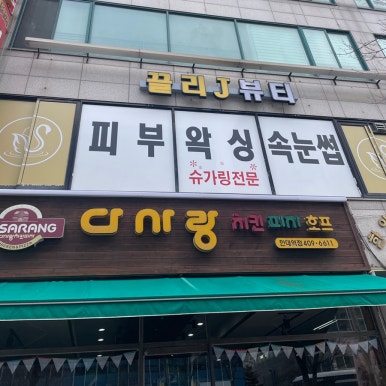 끌리J뷰티
피부 왁싱 속눈썹
슈가링전문
SARANG
다사랑 치킨 피자 호프
한대역점 409-6611